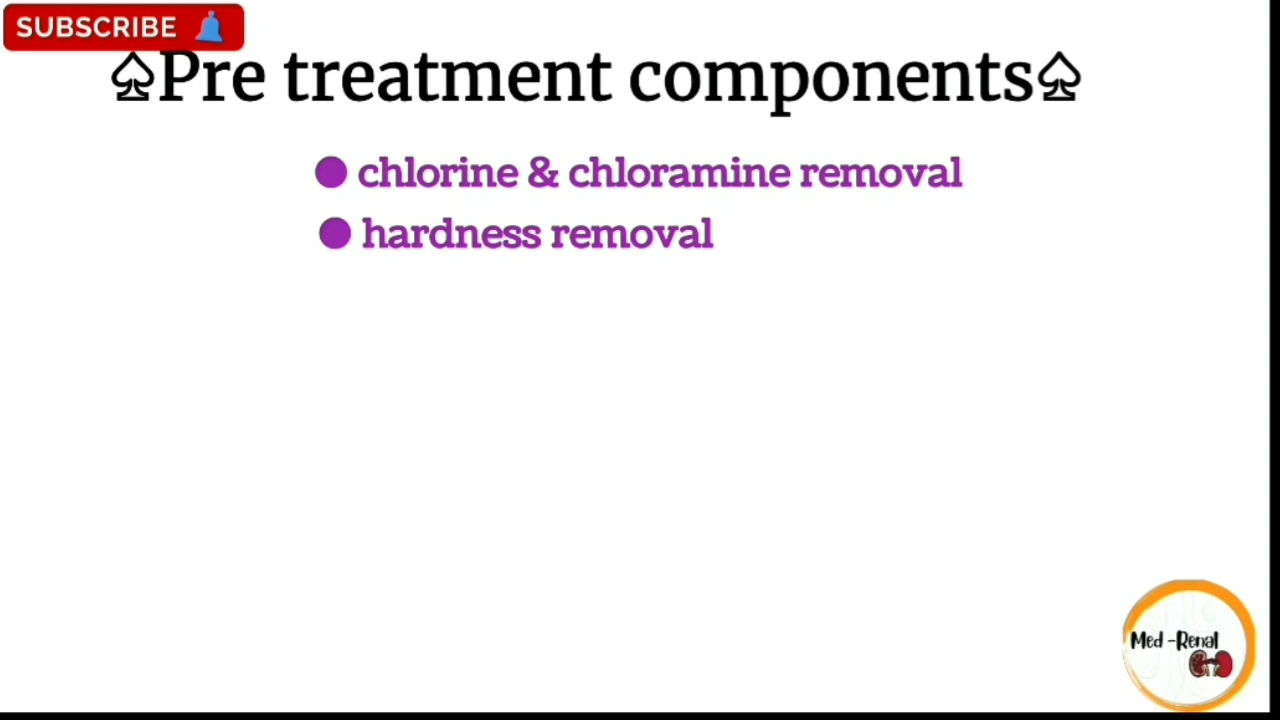 SUBSCRIBE
♤Pre treatment components♤
● chlorine & chloramine removal
● hardness removal
Med-Renal